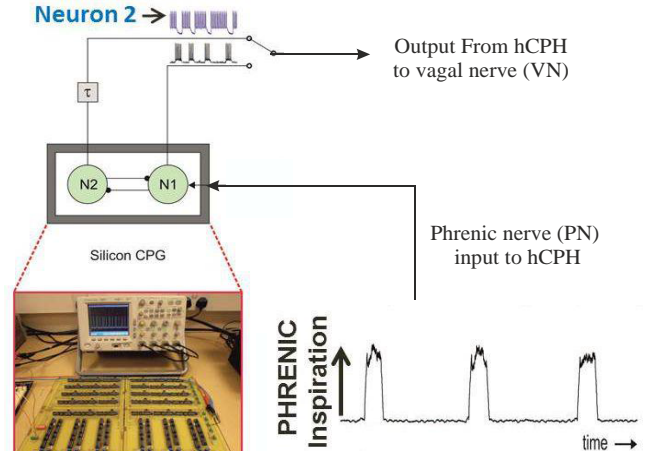 Neuron 2
Output From hCPH
to vagal nerve (VN)
τ
N2
N1
Silicon CPG
Phrenic nerve (PN)
input to hCPH
PHRENIC
Inspiration
time